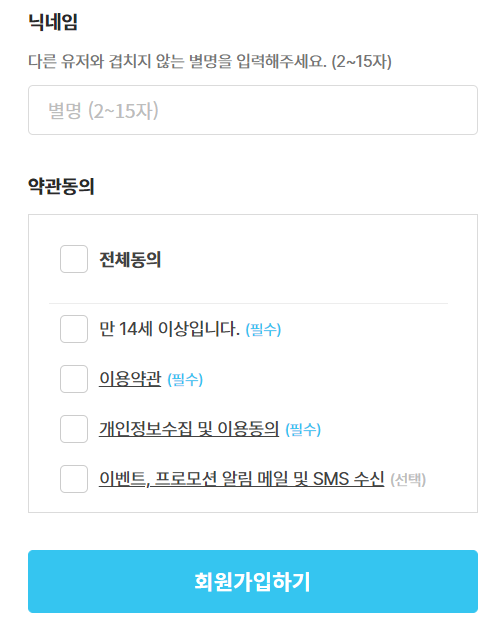 닉네임
다른 유저와 겹치지 않는 별명을 입력해주세요. (2~15자)
별명 (2~15자)
약관동의
전체동의
만 14세 이상입니다. (필수)
이용약관 (필수)
개인정보수집 및 이용동의 (필수)
이벤트, 프로모션 알림 메일 및 SMS 수신 (선택)
회원가입하기